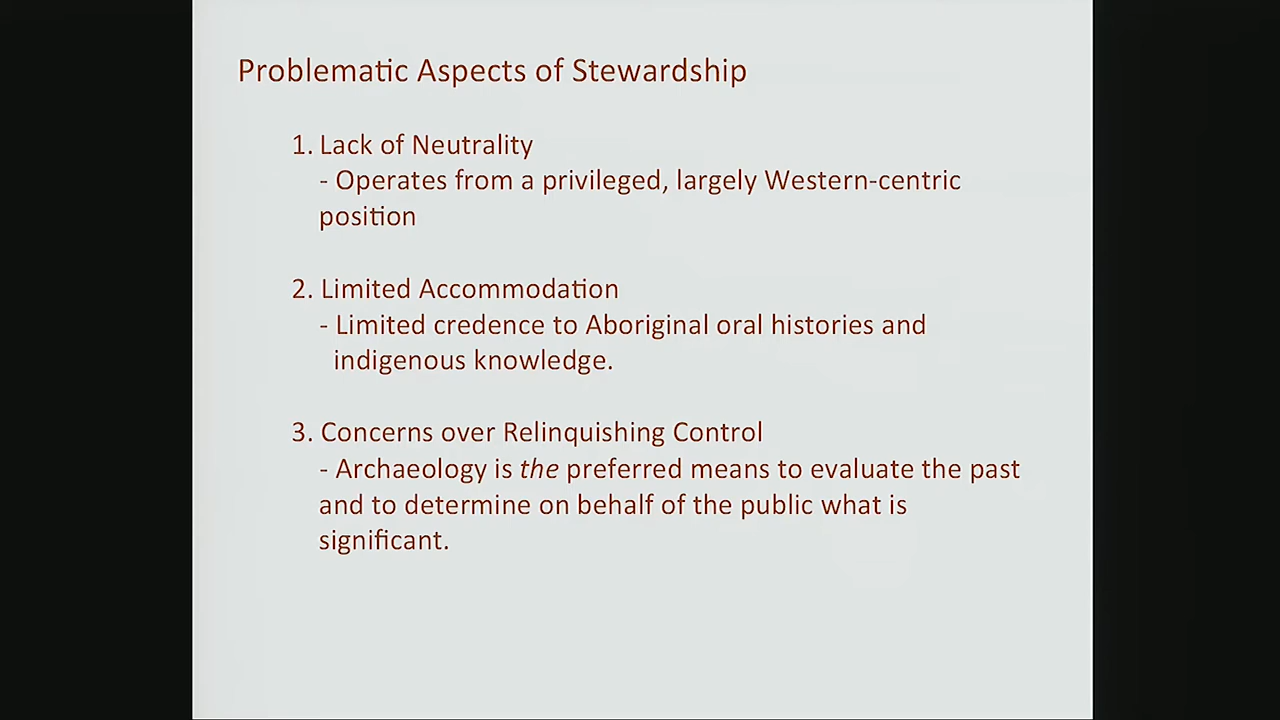 Problematic Aspects of Stewardship
1. Lack of Neutrality
- Operates from a privileged, largely Western-centric
position
2. Limited Accommodation
- Limited credence to Aboriginal oral histories and
indigenous knowledge.
3. Concerns over Relinquishing Control
- Archaeology is the preferred means to evaluate the past
and to determine on behalf of the public what is
significant.